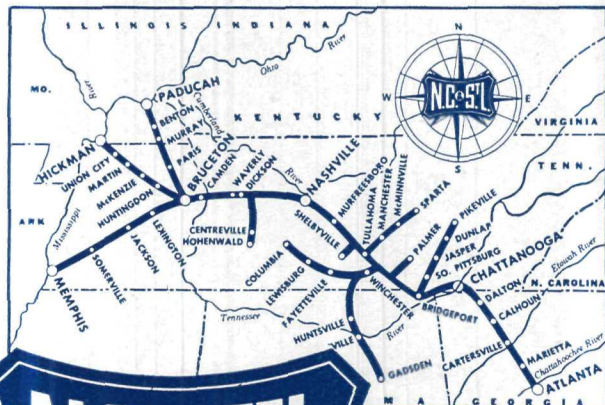 ILLINOIS INDIANA
MO.
River
Ohio River
PADUCAH
BENTON
MURRAY
PARIS
Cumberland
River
KENTUCKY
N
W
E
S
N.C.&ST.L.
VIRGINIA
TENN.
HICKMAN
UNION CITY
MARTIN
McKENZIE
HUNTINGDON
BRUCETON
CAMDEN
WAVERLY
DICKSON
NASHVILLE
MURFREESBORO
TULLAHOMA
MANCHESTER
McMINNVILLE
SPARTA
ARK
Mississippi
MEMPHIS
SOMERVILLE
JACKSON
LEXINGTON
CENTREVILLE
HOHENWALD
SHELBYVILLE
COLUMBIA
LEWISBURG
FAYETTEVILLE
WINCHESTER
PALMER
PIKEVILLE
DUNLAP
JASPER
SO. PITTSBURG
CHATTANOOGA
BRIDGEPORT
Etowah River
N. CAROLINA
DALTON
CALHOUN
Tennessee
River
HUNTSVILLE
VILLE
GADSDEN
CARTERSVILLE
MARIETTA
Chattahoochee River
ATLANTA
MA GEORGIA